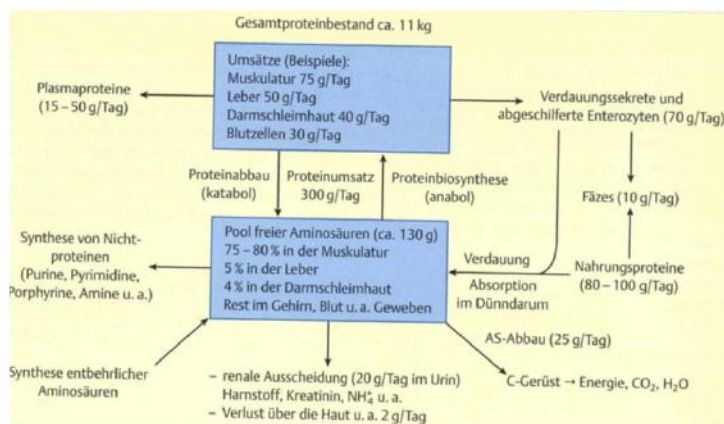 Gesamtproteinbestand ca. 11 kg
Umsätze (Beispiele):
Muskulatur 75 g/Tag
Leber 50 g/Tag
Darmschleimhaut 40 g/Tag
Blutzellen 30 g/Tag
Plasmaproteine
(15 – 50 g/Tag)
Verdauungssekrete und
abgeschilferte Enterozyten (70 g/Tag)
Proteinabbau
(katabol)
Proteinumsatz
300 g/Tag
Proteinbiosynthese
(anabol)
Fäzes (10 g/Tag)
Synthese von Nicht-
proteinen
(Purine, Pyrimidine,
Porphyrine, Amine u. a.)
Pool freier Aminosäuren (ca. 130 g)
75 – 80 % in der Muskulatur
5 % in der Leber
4 % in der Darmschleimhaut
Rest im Gehirn, Blut u. a. Geweben
Verdauung
Absorption
im Dünndarum
Nahrungsproteine
(80 – 100 g/Tag)
AS-Abbau (25 g/Tag)
Synthese entbehrlicher
Aminosäuren
– renale Ausscheidung (20 g/Tag im Urin)
Harnstoff, Kreatinin, NH₄⁺ u. a.
– Verlust über die Haut u. a. 2 g/Tag
C-Gerüst → Energie, CO₂, H₂O